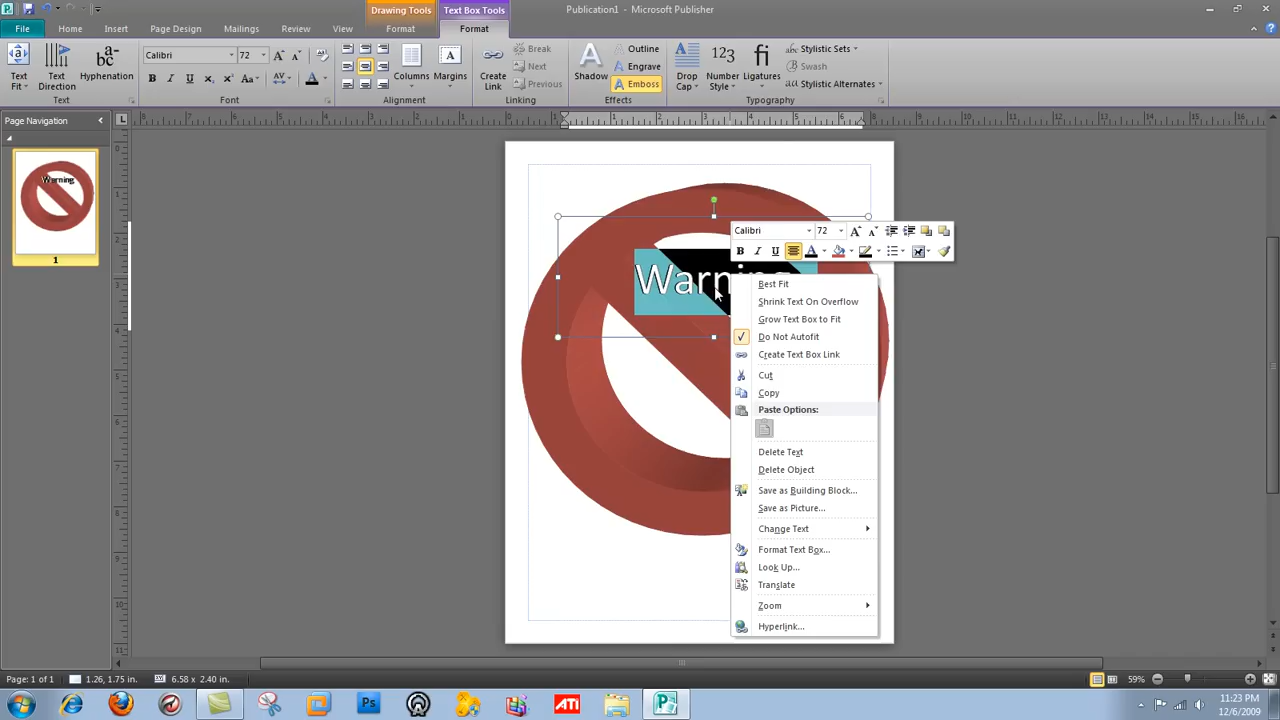 Drawing Tools
Text Box Tools
Publication1 - Microsoft Publisher
File
Home
Insert
Page Design
Mailings
Review
View
Format
Format
Text Fit
Text Direction
Hyphenation
Text
Calibri
72
Font
Alignment
Columns
Margins
Create Link
Break
Next
Previous
Linking
Shadow
Outline
Engrave
Emboss
Effects
Drop Cap
Number Style
Ligatures
Stylistic Sets
Swash
Stylistic Alternates
Typography
Page Navigation
Warning
1
Warning
Calibri
72
Best Fit
Shrink Text On Overflow
Grow Text Box to Fit
Do Not Autofit
Create Text Box Link
Cut
Copy
Paste Options:
Delete Text
Delete Object
Save as Building Block...
Save as Picture...
Change Text
Format Text Box...
Look Up...
Translate
Zoom
Hyperlink...
Page: 1 of 1
1.26, 1.75 in.
6.58 x 2.40 in.
59%
Ps
ATI
11:23 PM
12/6/2009